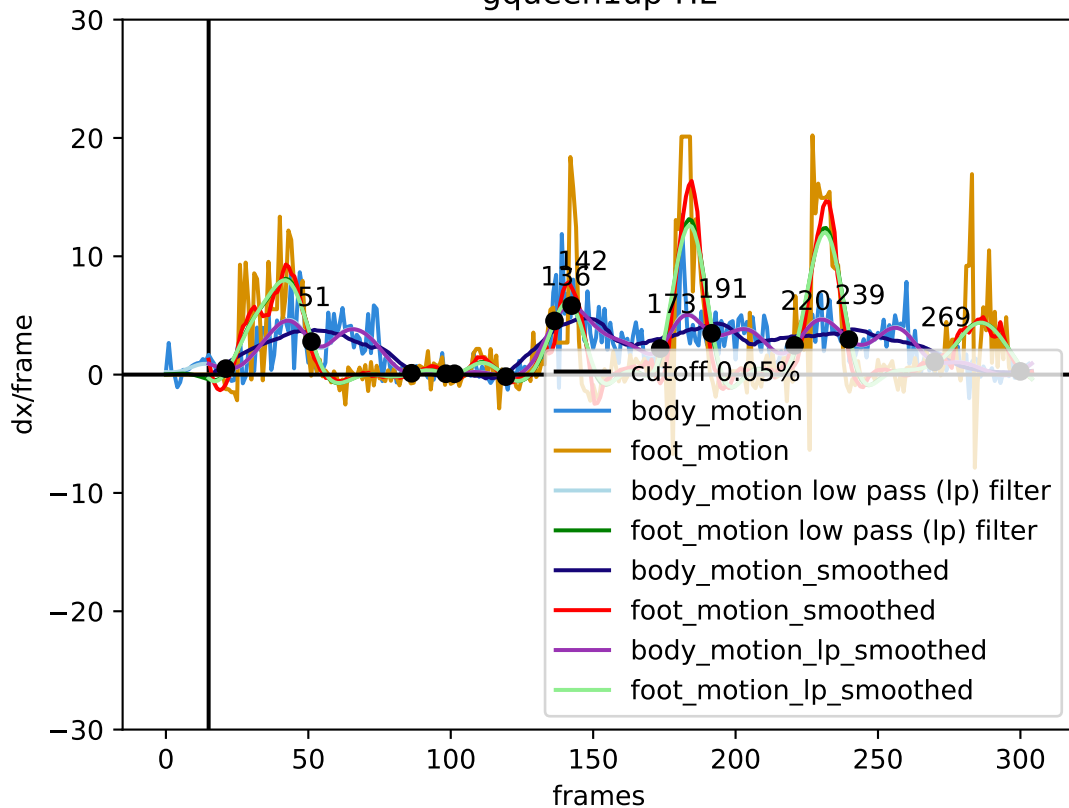 30
20
10
0
−10
−20
−30
dx/frame
51
136
142
173
191
220
239
269
cutoff 0.05%
body_motion
foot_motion
body_motion low pass (lp) filter
foot_motion low pass (lp) filter
body_motion_smoothed
foot_motion_smoothed
body_motion_lp_smoothed
foot_motion_lp_smoothed
0 50 100 150 200 250 300
frames